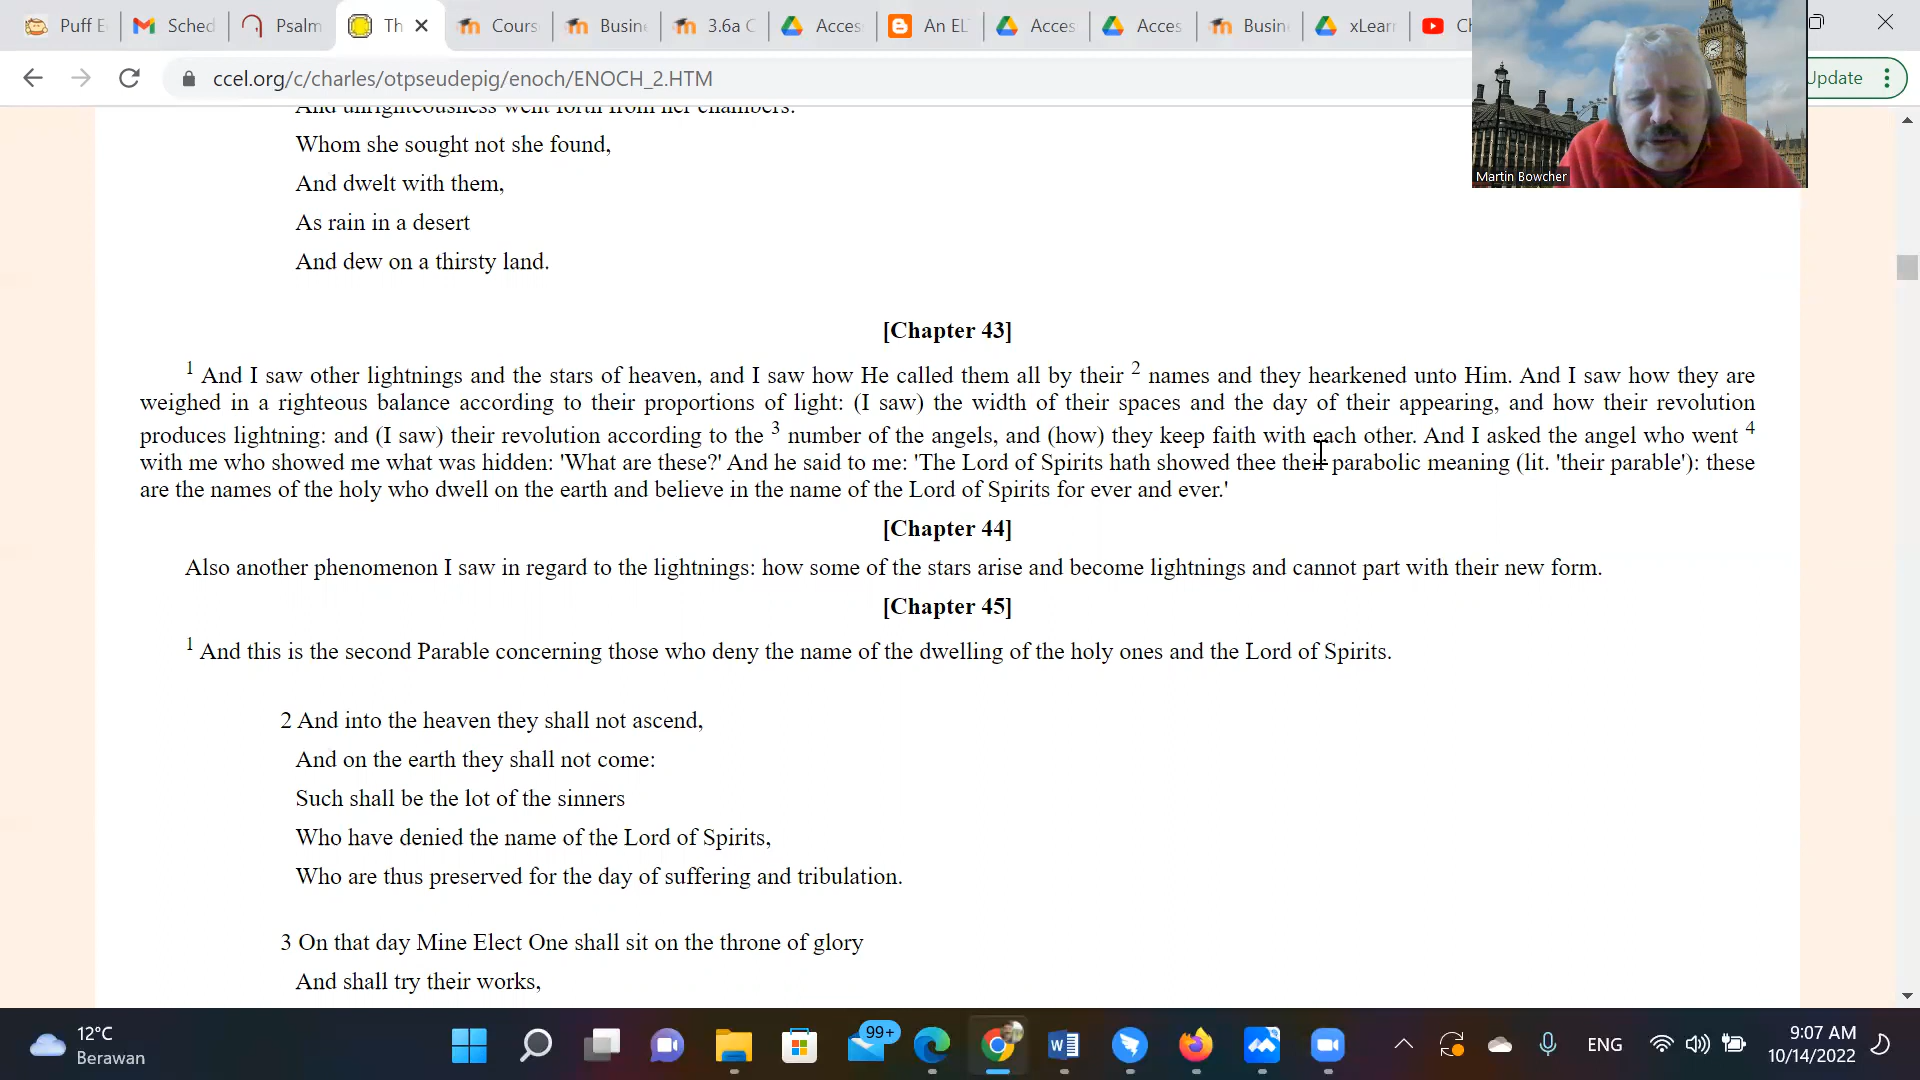 Puff E
Sched
Psalm
Th
Cours
Busine
3.6a C
Acces
An EL
Acces
Acces
Busin
xLearn
Ch
ccel.org/c/charles/otpseudepig/enoch/ENOCH_2.HTM
Update
Martin Bowcher
And unrighteousness went forth from her chambers:
Whom she sought not she found,
And dwelt with them,
As rain in a desert
And dew on a thirsty land.
[Chapter 43]
1 And I saw other lightnings and the stars of heaven, and I saw how He called them all by their 2 names and they hearkened unto Him. And I saw how they are
weighed in a righteous balance according to their proportions of light: (I saw) the width of their spaces and the day of their appearing, and how their revolution
produces lightning: and (I saw) their revolution according to the 3 number of the angels, and (how) they keep faith with each other. And I asked the angel who went 4
with me who showed me what was hidden: 'What are these?' And he said to me: 'The Lord of Spirits hath showed thee their parabolic meaning (lit. 'their parable'): these
are the names of the holy who dwell on the earth and believe in the name of the Lord of Spirits for ever and ever.'
[Chapter 44]
Also another phenomenon I saw in regard to the lightnings: how some of the stars arise and become lightnings and cannot part with their new form.
[Chapter 45]
1 And this is the second Parable concerning those who deny the name of the dwelling of the holy ones and the Lord of Spirits.
2 And into the heaven they shall not ascend,
And on the earth they shall not come:
Such shall be the lot of the sinners
Who have denied the name of the Lord of Spirits,
Who are thus preserved for the day of suffering and tribulation.
3 On that day Mine Elect One shall sit on the throne of glory
And shall try their works,
12°C
Berawan
99+
ENG
9:07 AM
10/14/2022